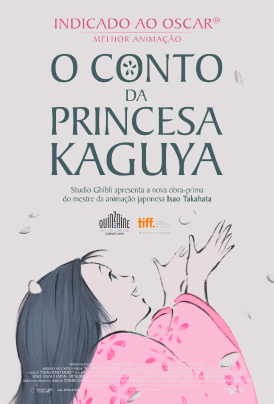 INDICADO AO OSCAR®
MELHOR ANIMAÇÃO
O CONTO
DA
PRINCESA
KAGUYA
Studio Ghibli apresenta a nova obra-prima
do mestre da animação japonesa Isao Takahata
QUINZAINE
tiff.